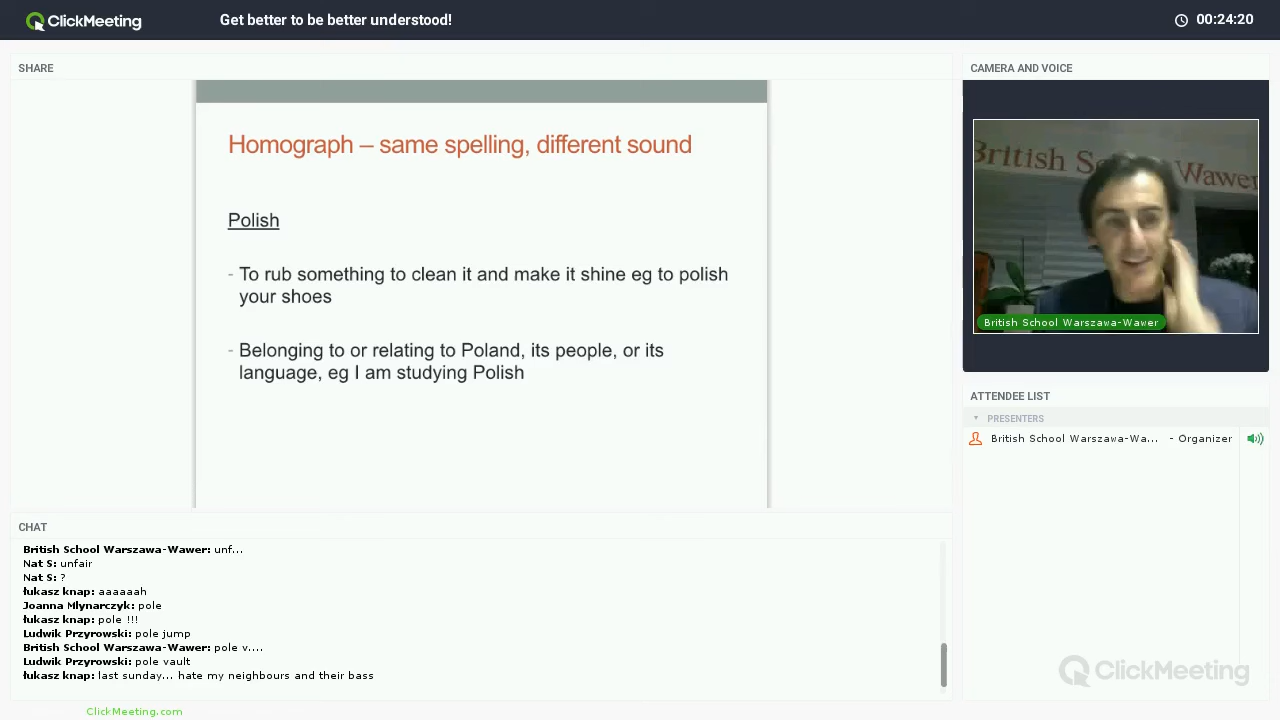 ClickMeeting
Get better to be better understood!
00:24:20
SHARE
Homograph – same spelling, different sound
Polish
- To rub something to clean it and make it shine eg to polish
your shoes
- Belonging to or relating to Poland, its people, or its
language, eg I am studying Polish
CAMERA AND VOICE
British S Wawer
British School Warszawa-Wawer
ATTENDEE LIST
PRESENTERS
British School Warszawa-Wa... - Organizer
CHAT
British School Warszawa-Wawer: unf...
Nat S: unfair
Nat S: ?
łukasz knap: aaaaaah
Joanna Mlynarczyk: pole
łukasz knap: pole !!!
Ludwik Przyrowski: pole jump
British School Warszawa-Wawer: pole v....
Ludwik Przyrowski: pole vault
łukasz knap: last sunday... hate my neighbours and their bass
ClickMeeting
ClickMeeting.com